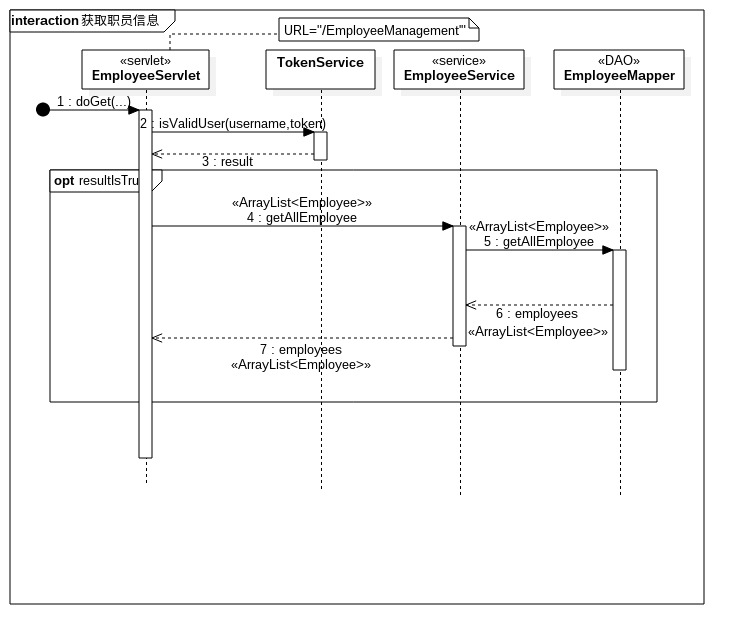 interaction 获取职员信息
URL="/EmployeeManagement"'
«servlet»
EmployeeServlet
TokenService
«service»
EmployeeService
«DAO»
EmployeeMapper
1 : doGet(...)
2 : isValidUser(username,token)
3 : result
opt resultIsTru
«ArrayList<Employee>»
4 : getAllEmployee
«ArrayList<Employee>»
5 : getAllEmployee
6 : employees
«ArrayList<Employee>»
7 : employees
«ArrayList<Employee>»